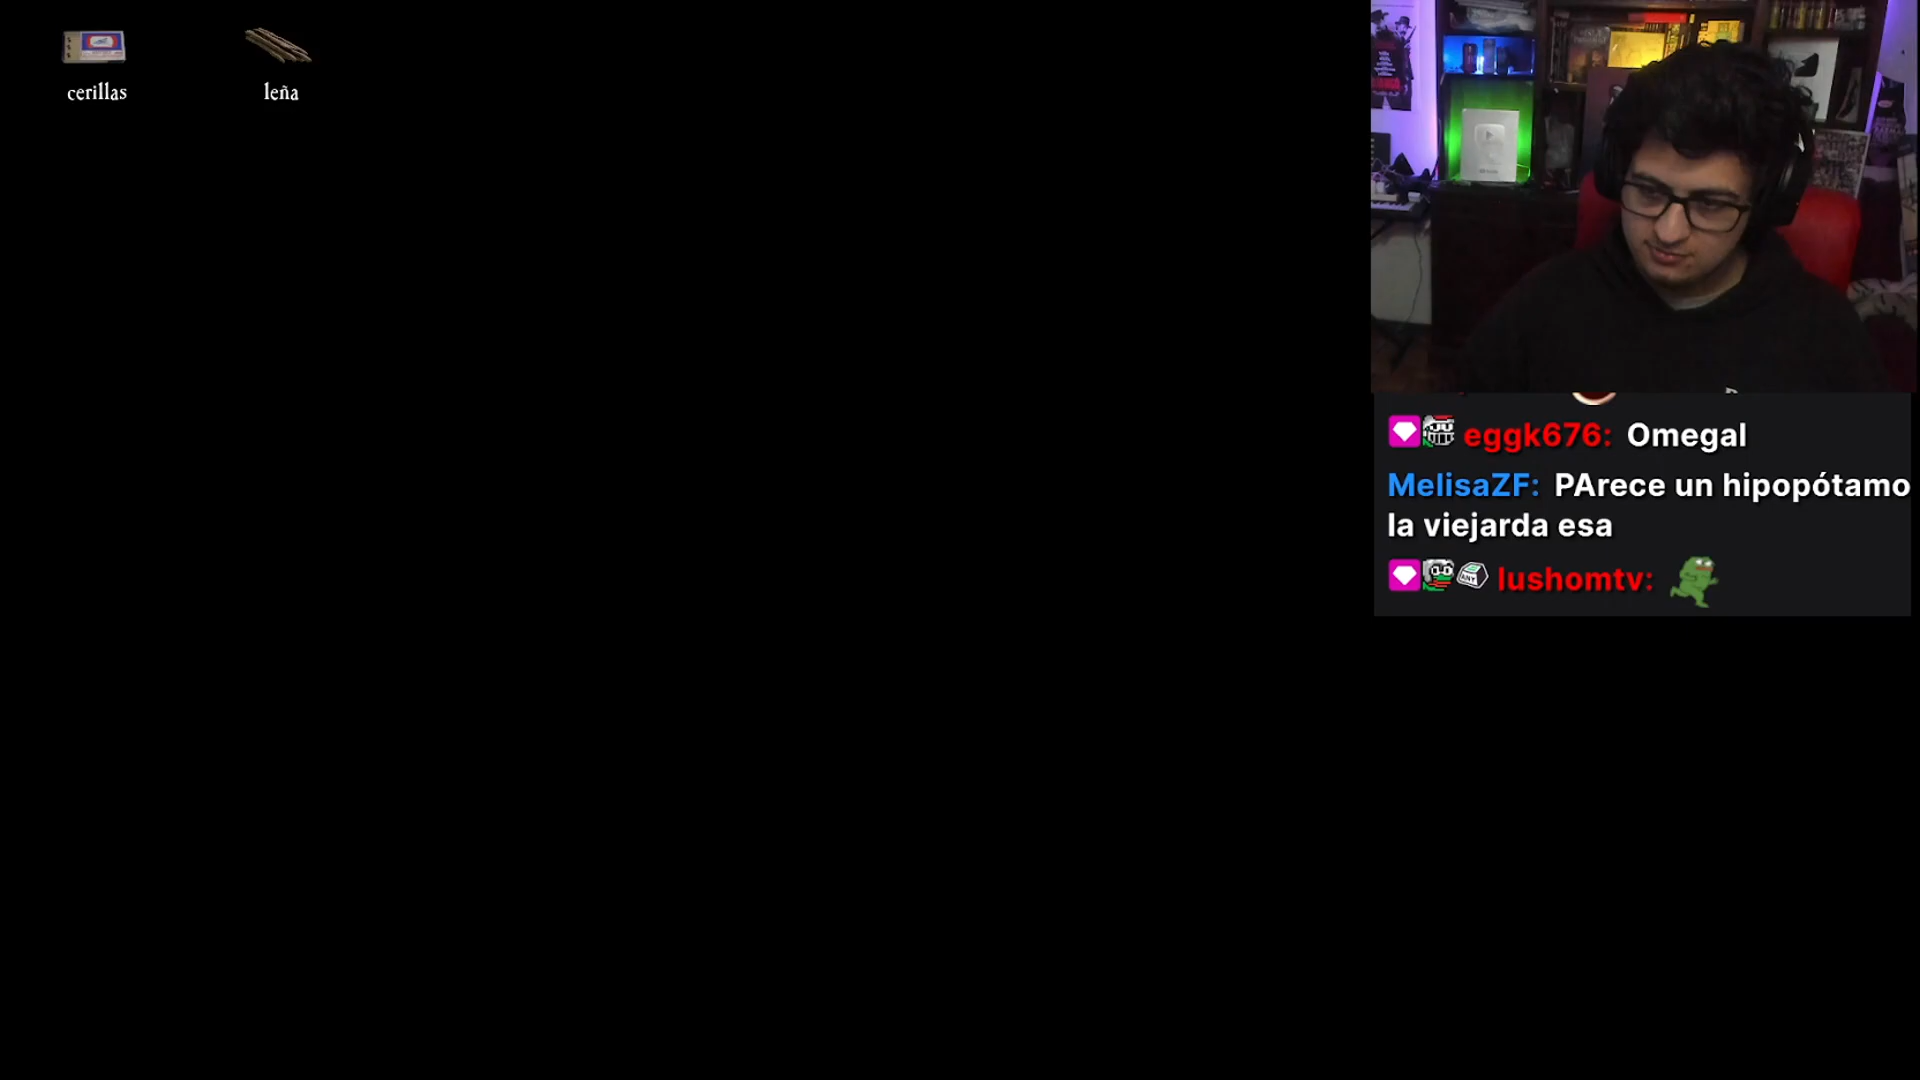 cerillas
leña
eggk676: Omegal
MelisaZF: PArece un hipopótamo
la viejarda esa
lushomtv: